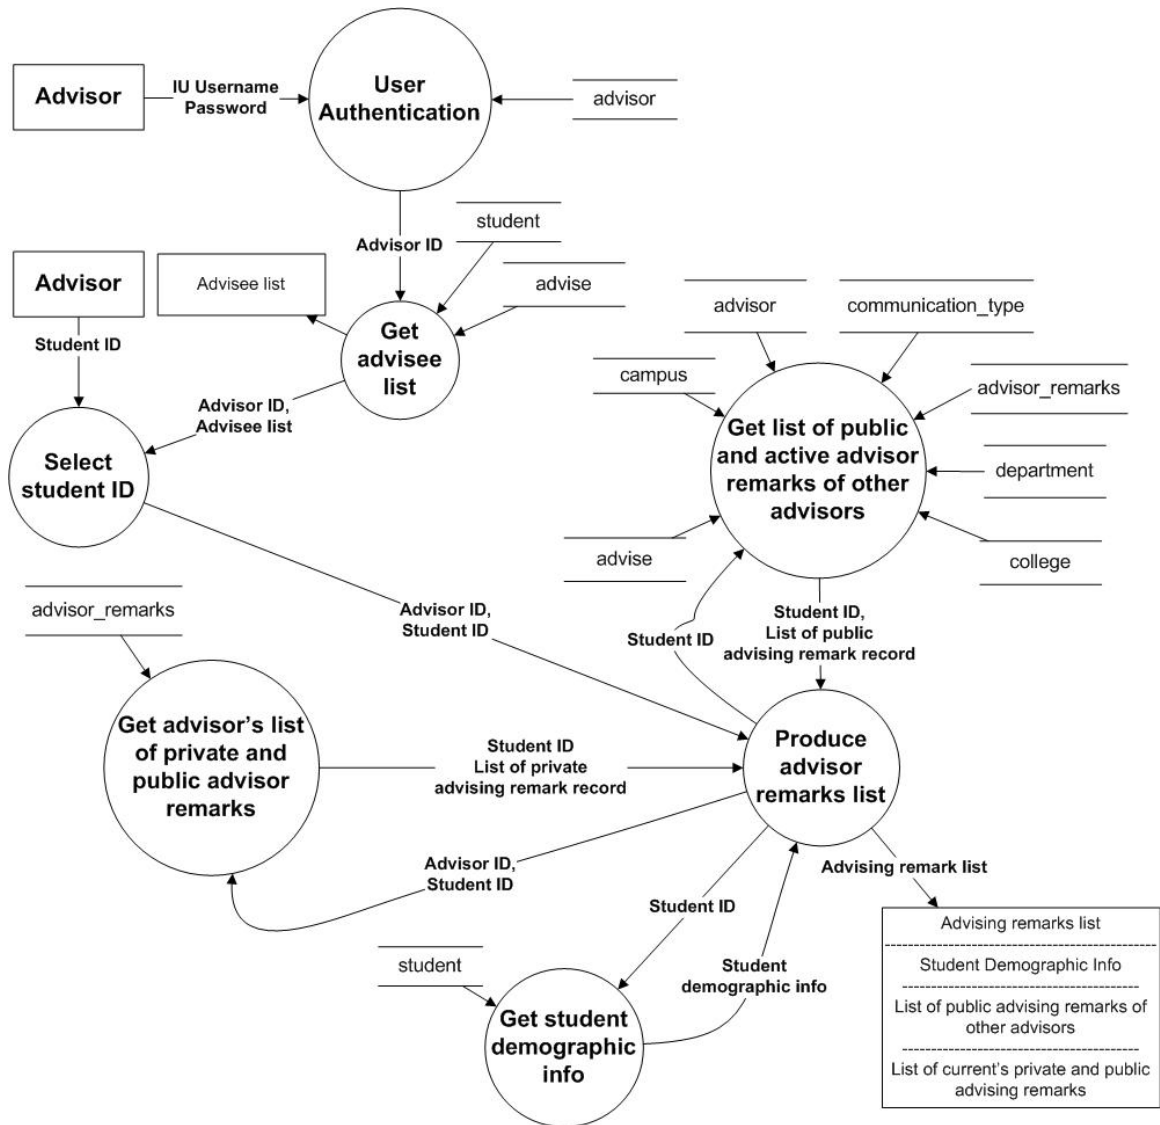 Advisor
IU Username
Password
User
Authentication
advisor
Advisor ID
student
Advisor
Advisee list
advise
Student ID
Get
advisee
list
advisor
communication_type
campus
advisor_remarks
Advisor ID,
Advisee list
Get list of public
and active advisor
remarks of other
advisors
Select
student ID
department
advise
college
advisor_remarks
Advisor ID,
Student ID
Student ID
Student ID,
List of public
advising remark record
Get advisor’s list
of private and
public advisor
remarks
Student ID
List of private
advising remark record
Produce
advisor
remarks list
Advisor ID,
Student ID
Advising remark list
Student ID
student
Student
demographic info
Get student
demographic
info
Advising remarks list
Student Demographic Info
List of public advising remarks of
other advisors
List of current's private and public
advising remarks